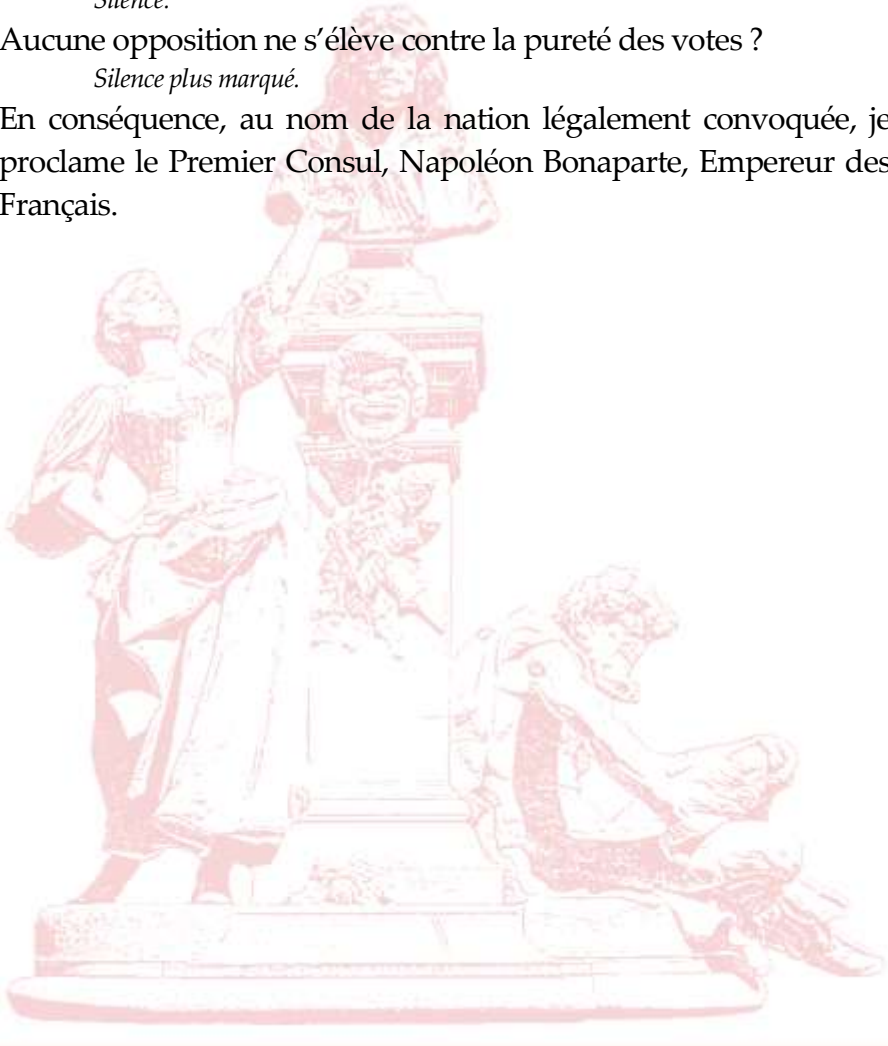 Silence.
Aucune opposition ne s’élève contre la pureté des votes ?
Silence plus marqué.
En conséquence, au nom de la nation légalement convoquée, je
proclame le Premier Consul, Napoléon Bonaparte, Empereur des
Français.